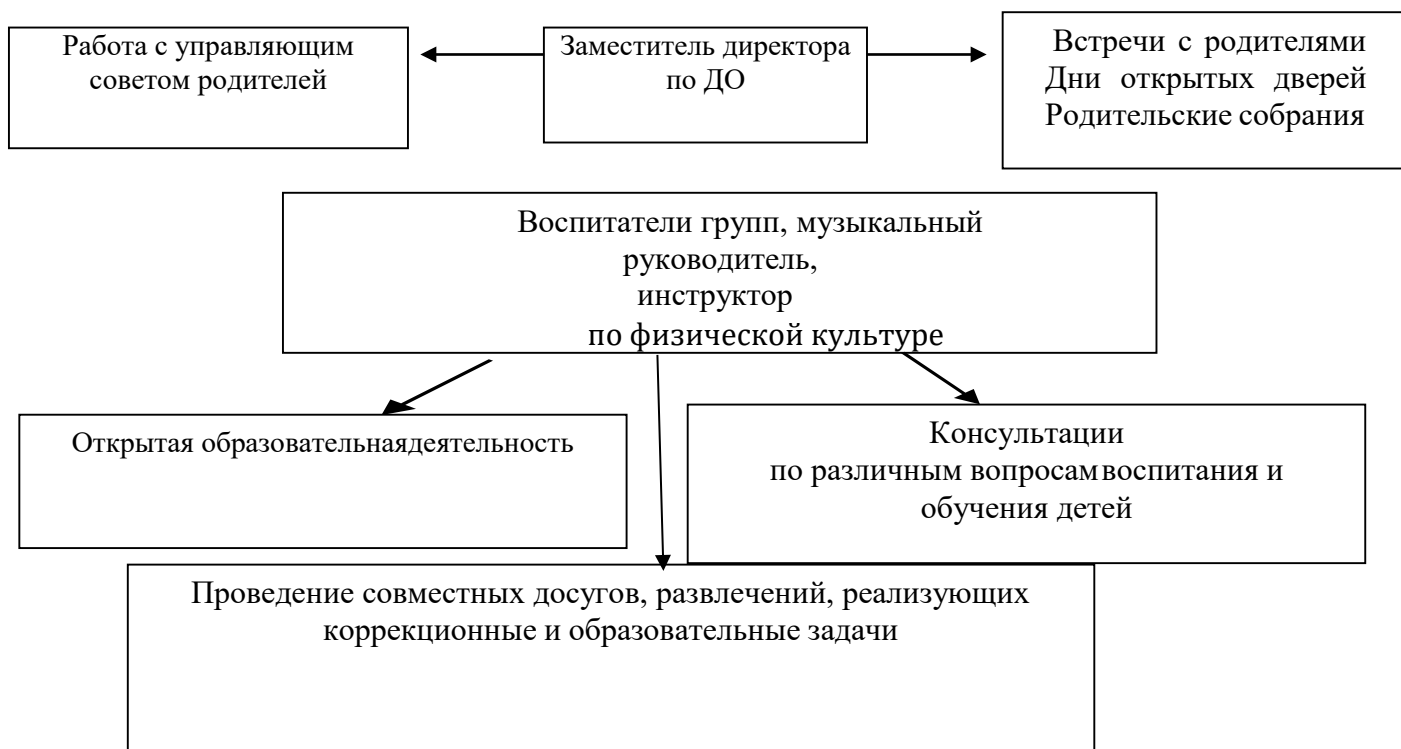 Работа с управляющим
советом родителей
Заместитель директора
по ДО
Встречи с родителями
Дни открытых дверей
Родительские собрания
Воспитатели групп, музыкальный
руководитель,
инструктор
по физической культуре
Открытая образовательнаядеятельность
Консультации
по различным вопросамвоспитания и
обучения детей
Проведение совместных досугов, развлечений, реализующих
коррекционные и образовательные задачи